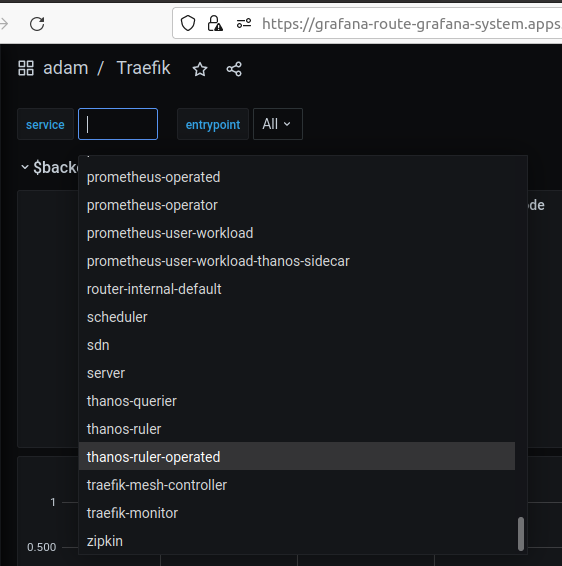 https://grafana-route-grafana-system.apps.
adam / Traefik
service
entrypoint
All
$back
prometheus-operated
prometheus-operator
ode
prometheus-user-workload
prometheus-user-workload-thanos-sidecar
router-internal-default
scheduler
sdn
server
thanos-querier
thanos-ruler
thanos-ruler-operated
traefik-mesh-controller
1
traefik-monitor
zipkin
0.500